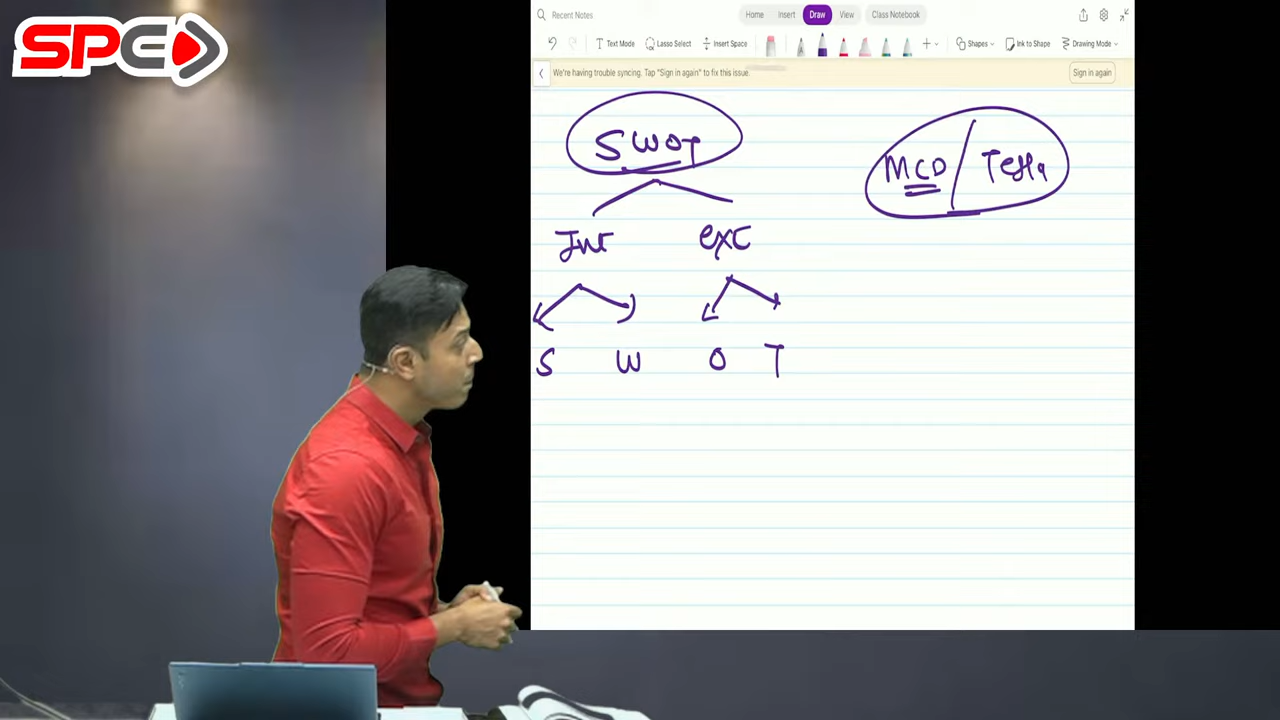 SPC
Recent Notes
Home Insert Draw View Class Notebook
Text Mode Lasso Select Insert Space Shapes Ink to Shape Drawing Mode
We're having trouble syncing. Tap "Sign in again" to fix this issue. Sign in again
SWOT
MCD / Tesla
Int ext
S W O T